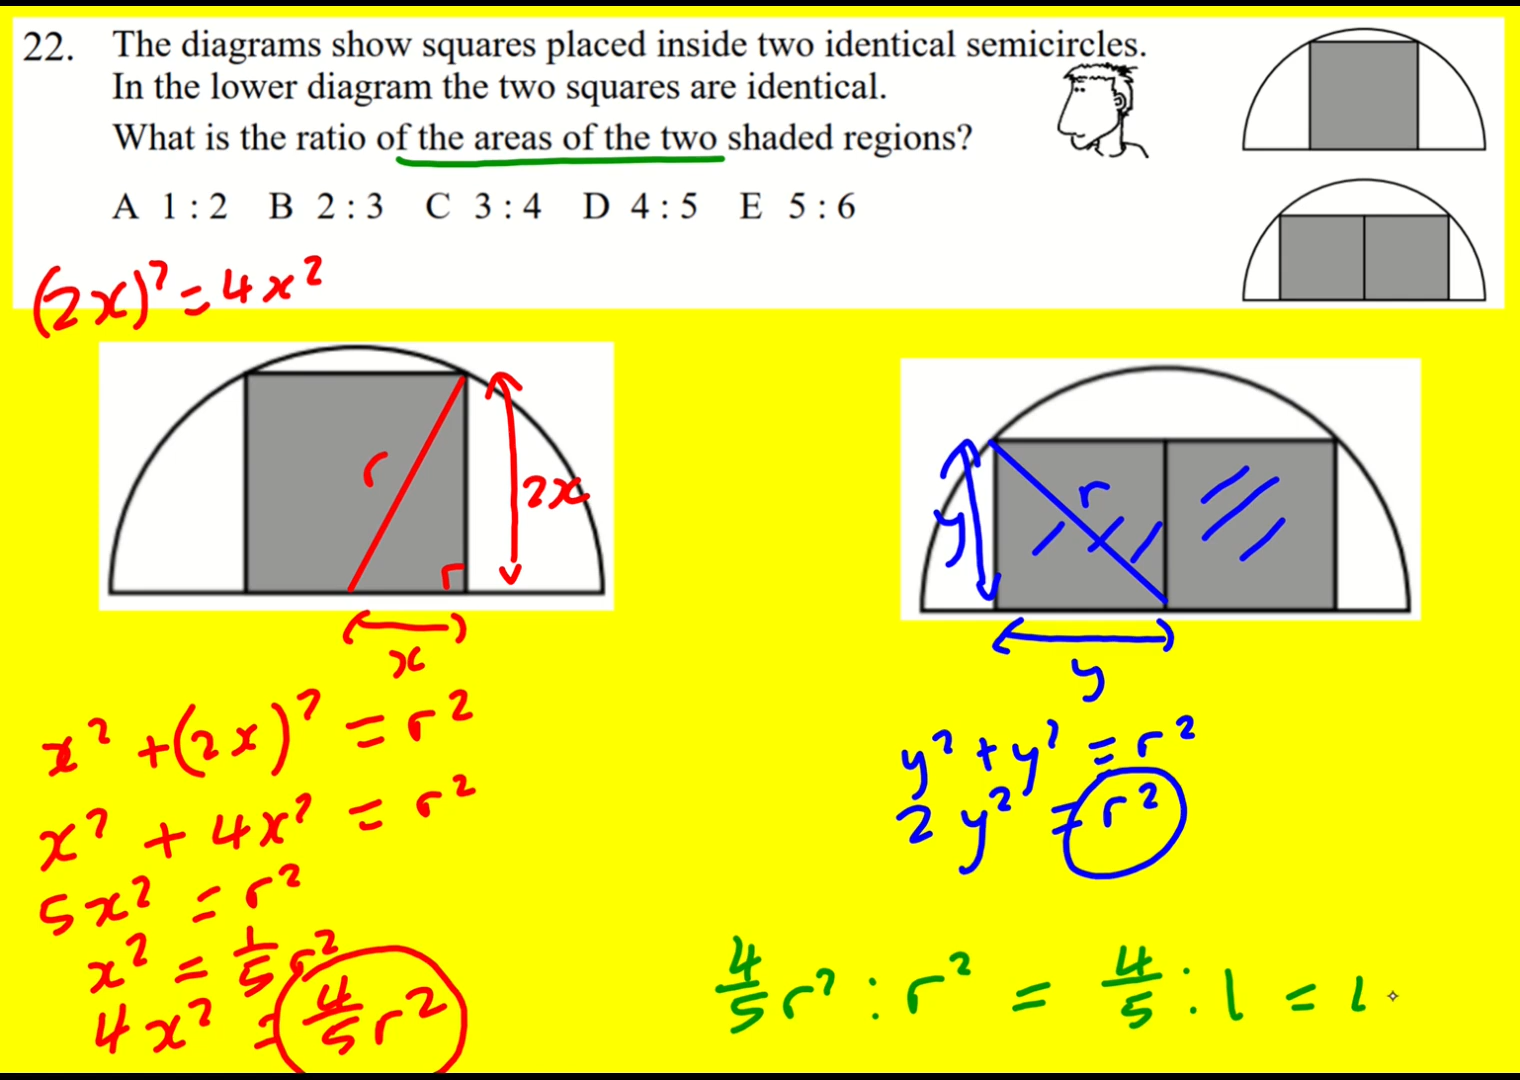 22. The diagrams show squares placed inside two identical semicircles.
In the lower diagram the two squares are identical.
What is the ratio of the areas of the two shaded regions?
A 1 : 2 B 2 : 3 C 3 : 4 D 4 : 5 E 5 : 6
(2x)² = 4x²
r
2x
x
x² + (2x)² = r²
x² + 4x² = r²
5x² = r²
x² = 1/5 r²
4x² = 4/5 r²
r
y
y
y² + y² = r²
2y² = r²
4/5 r² : r² = 4/5 : 1 =